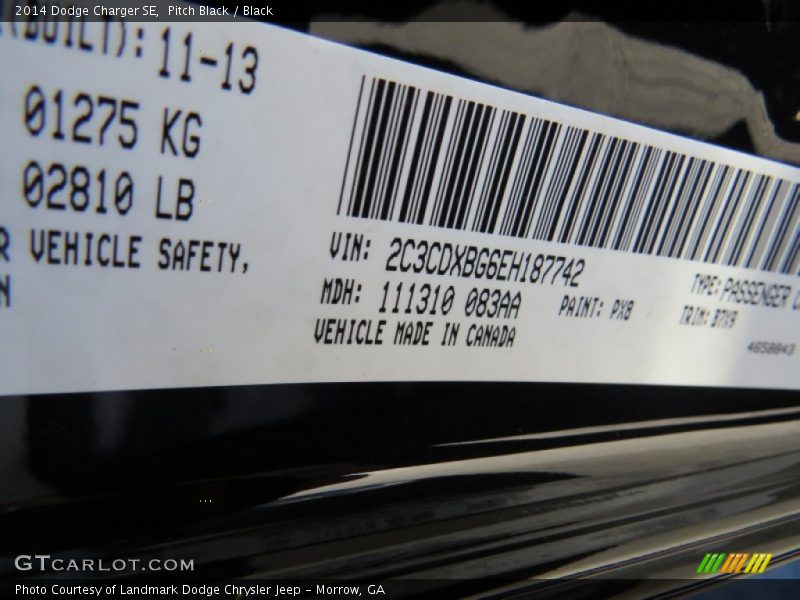 2014 Dodge Charger SE,  Pitch Black / Black
(BUILT): 11-13
01275 KG
02810 LB
R VEHICLE SAFETY,
N
VIN: 2C3CDXBG6EH187742
MDH: 111310 083AA
PAINT: PX8
VEHICLE MADE IN CANADA
TYPE: PASSENGER C
TRIM: B7X9
4658843
GTCARLOT.COM
Photo Courtesy of Landmark Dodge Chrysler Jeep - Morrow, GA